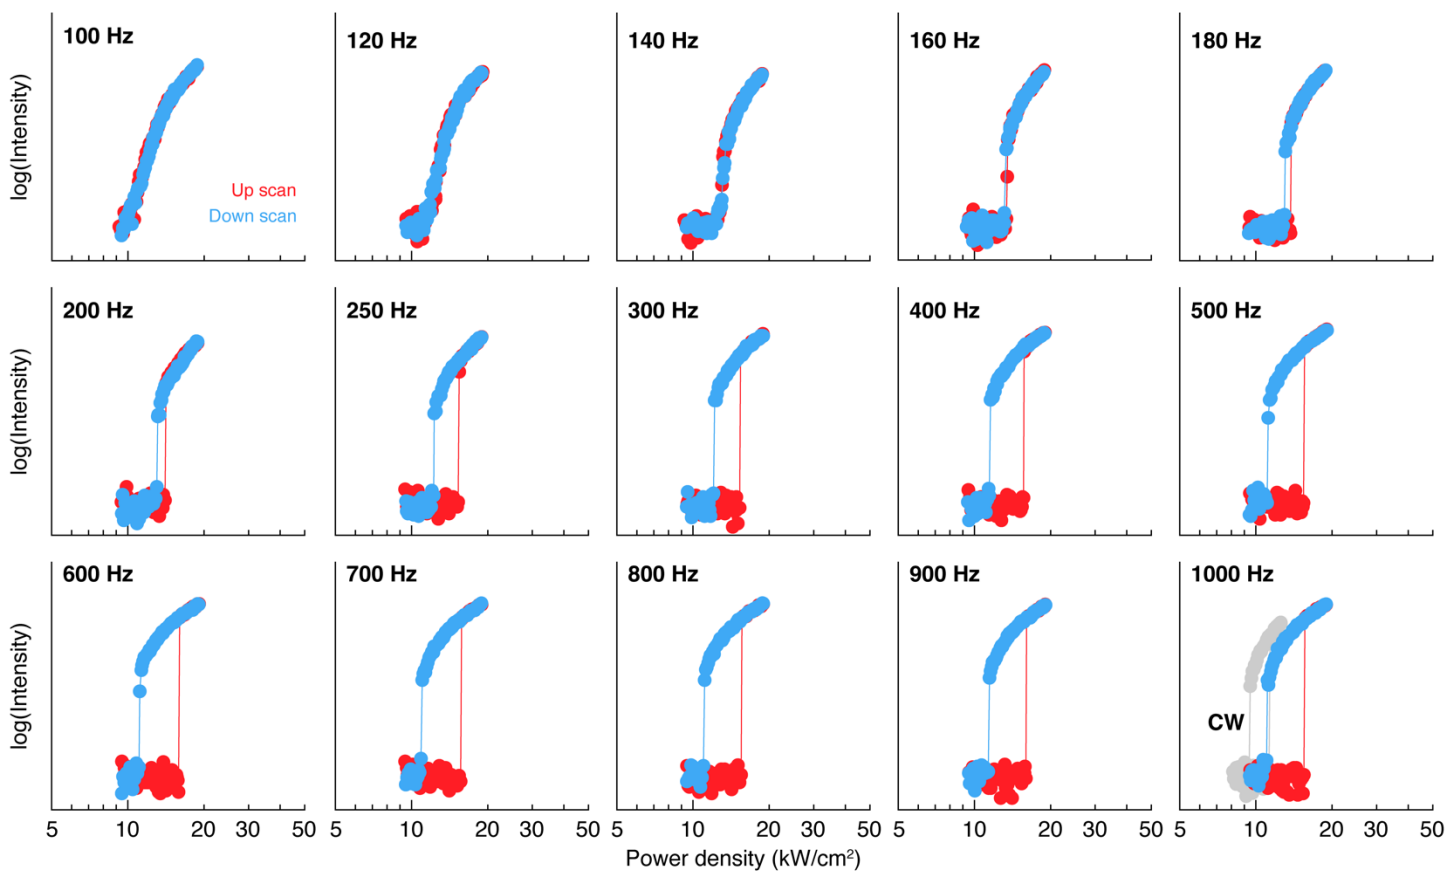 100 Hz
120 Hz
140 Hz
160 Hz
180 Hz
log(Intensity)
Up scan
Down scan
200 Hz
250 Hz
300 Hz
400 Hz
500 Hz
log(Intensity)
600 Hz
700 Hz
800 Hz
900 Hz
1000 Hz
log(Intensity)
CW
5 10 20 30 50 5 10 20 30 50 5 10 20 30 50 5 10 20 30 50 5 10 20 30 50
Power density (kW/cm²)